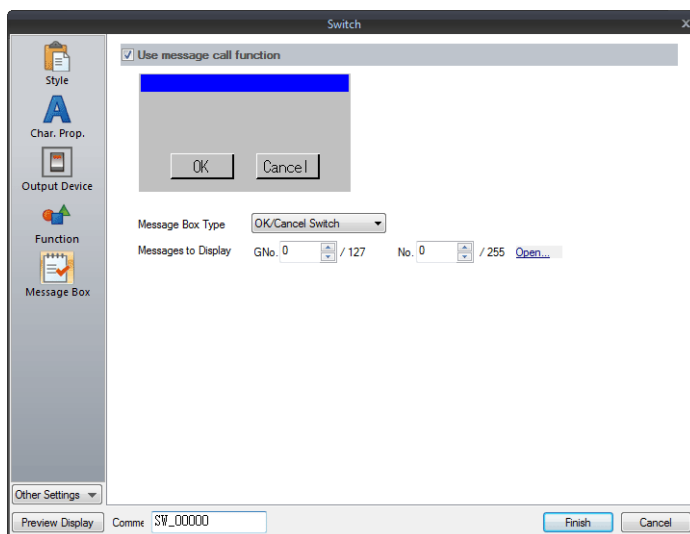 Switch
Style
Char. Prop.
Output Device
Function
Message Box
Use message call function
OK Cancel
Message Box Type OK/Cancel Switch
Messages to Display GNo. 0 / 127 No. 0 / 255 Open...
Other Settings
Preview Display Comme SW_00000 Finish Cancel